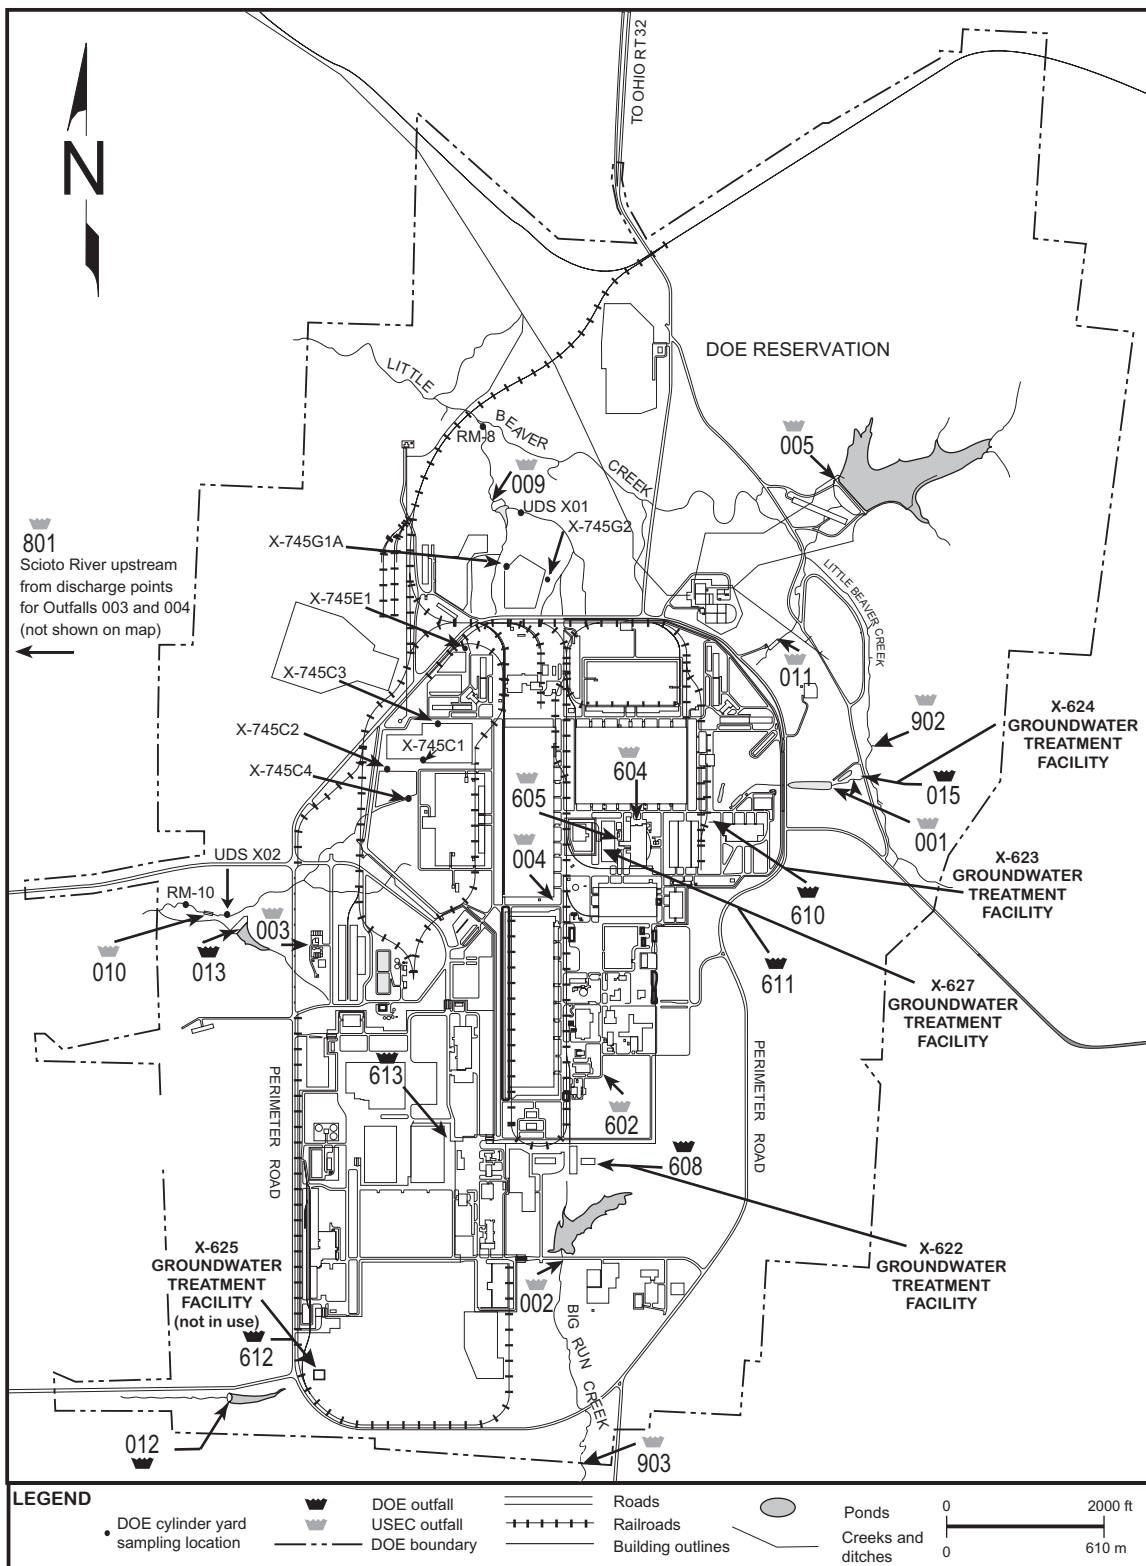 TO OHIO RT 32
N
DOE RESERVATION
LITTLE
BEAVER
CREEK
RM-8
005
009
UDS X01
X-745G2
801
Scioto River upstream
from discharge points
for Outfalls 003 and 004
(not shown on map)
X-745G1A
LITTLE BEAVER CREEK
X-745E1
011
X-745C3
902
X-624
GROUNDWATER
TREATMENT
FACILITY
X-745C2
X-745C1
604
X-745C4
605
015
001
UDS X02
004
X-623
GROUNDWATER
TREATMENT
FACILITY
RM-10
610
003
010
013
611
X-627
GROUNDWATER
TREATMENT
FACILITY
613
PERIMETER ROAD
PERIMETER ROAD
602
608
X-625
GROUNDWATER
TREATMENT
FACILITY
(not in use)
X-622
GROUNDWATER
TREATMENT
FACILITY
002
BIG RUN CREEK
612
012
903
LEGEND
DOE cylinder yard
sampling location
DOE outfall
USEC outfall
DOE boundary
Roads
Railroads
Building outlines
Ponds
Creeks and
ditches
0 2000 ft
0 610 m